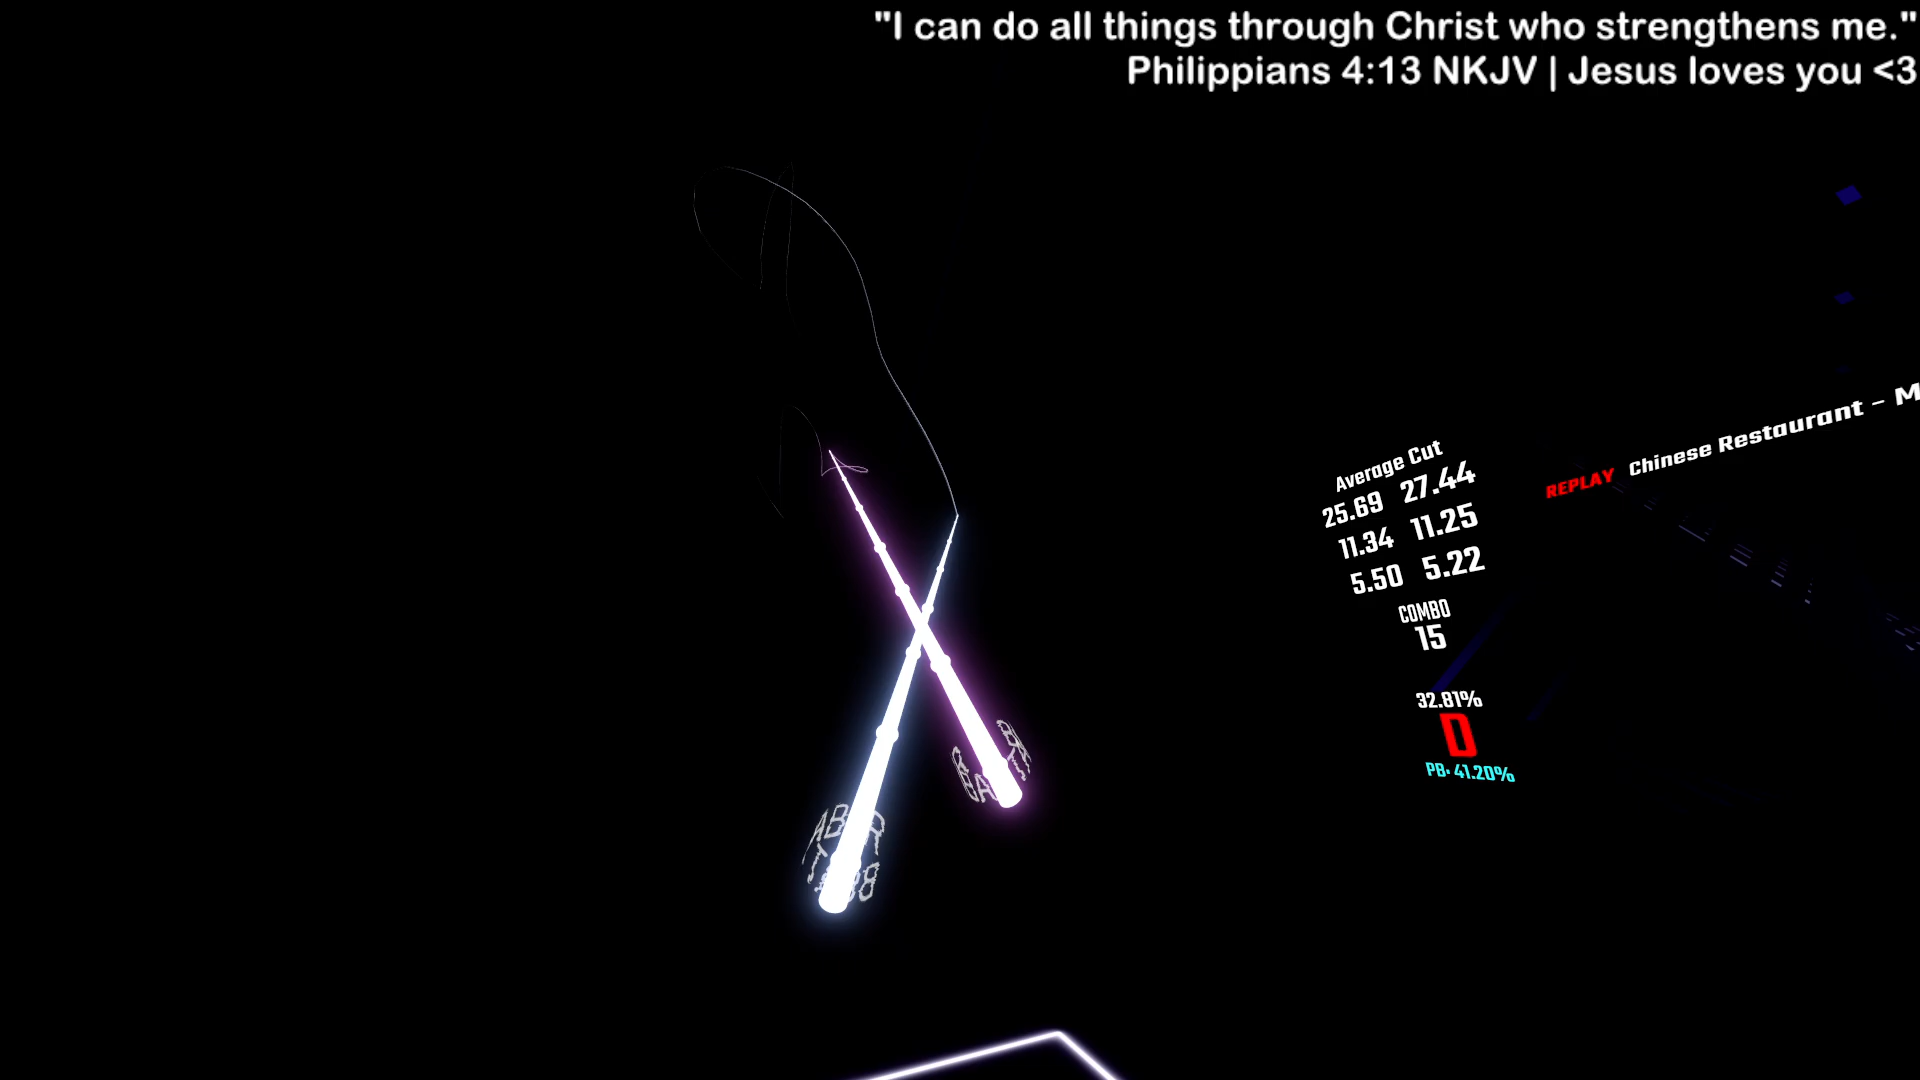 "I can do all things through Christ who strengthens me."
Philippians 4:13 NKJV | Jesus loves you <3
REPLAY Chinese Restaurant - M
Average Cut
25.69 27.44
11.34 11.25
5.50 5.22
COMBO
15
32.81%
D
PB: 41.20%